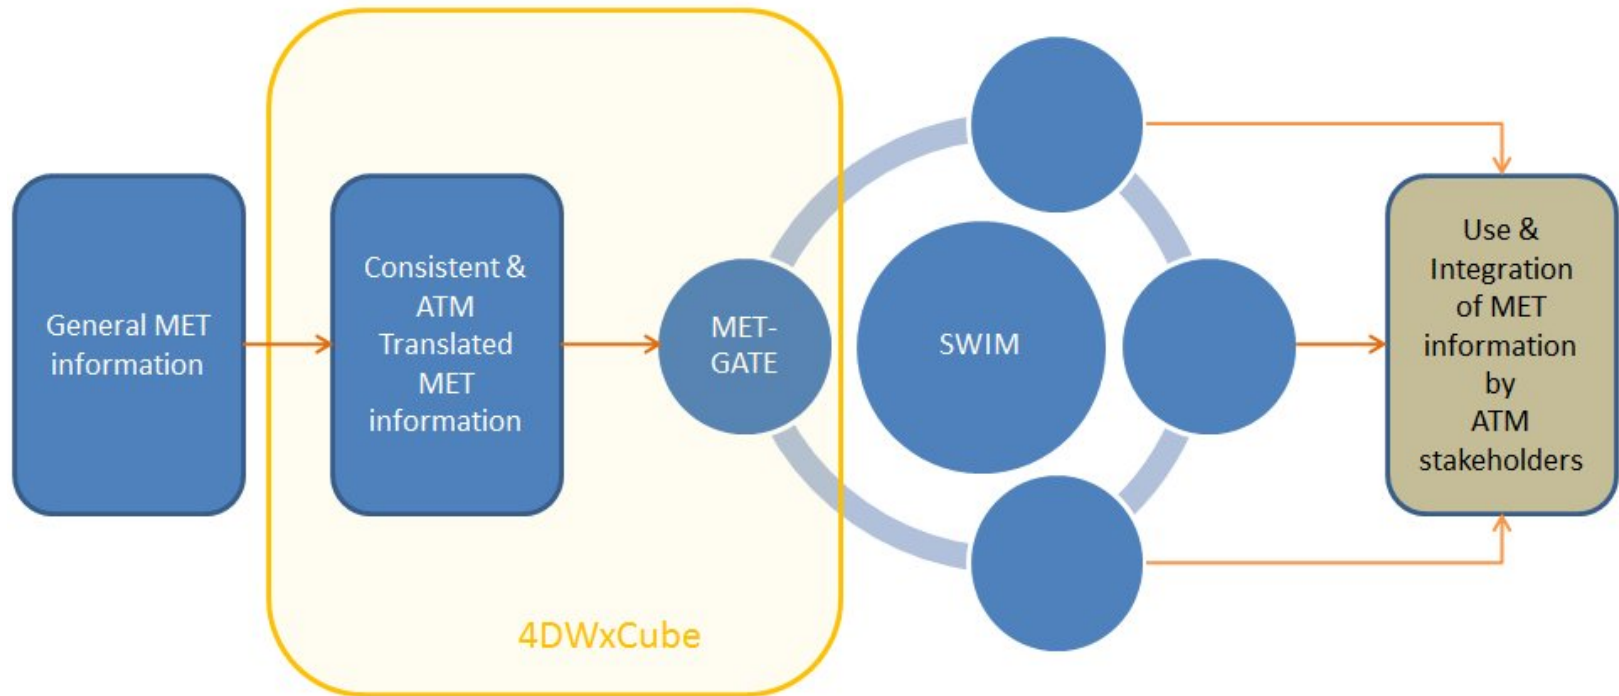 General MET
information
Consistent &
ATM
Translated
MET
information
MET-
GATE
SWIM
Use &
Integration
of MET
information
by
ATM
stakeholders
4DWxCube